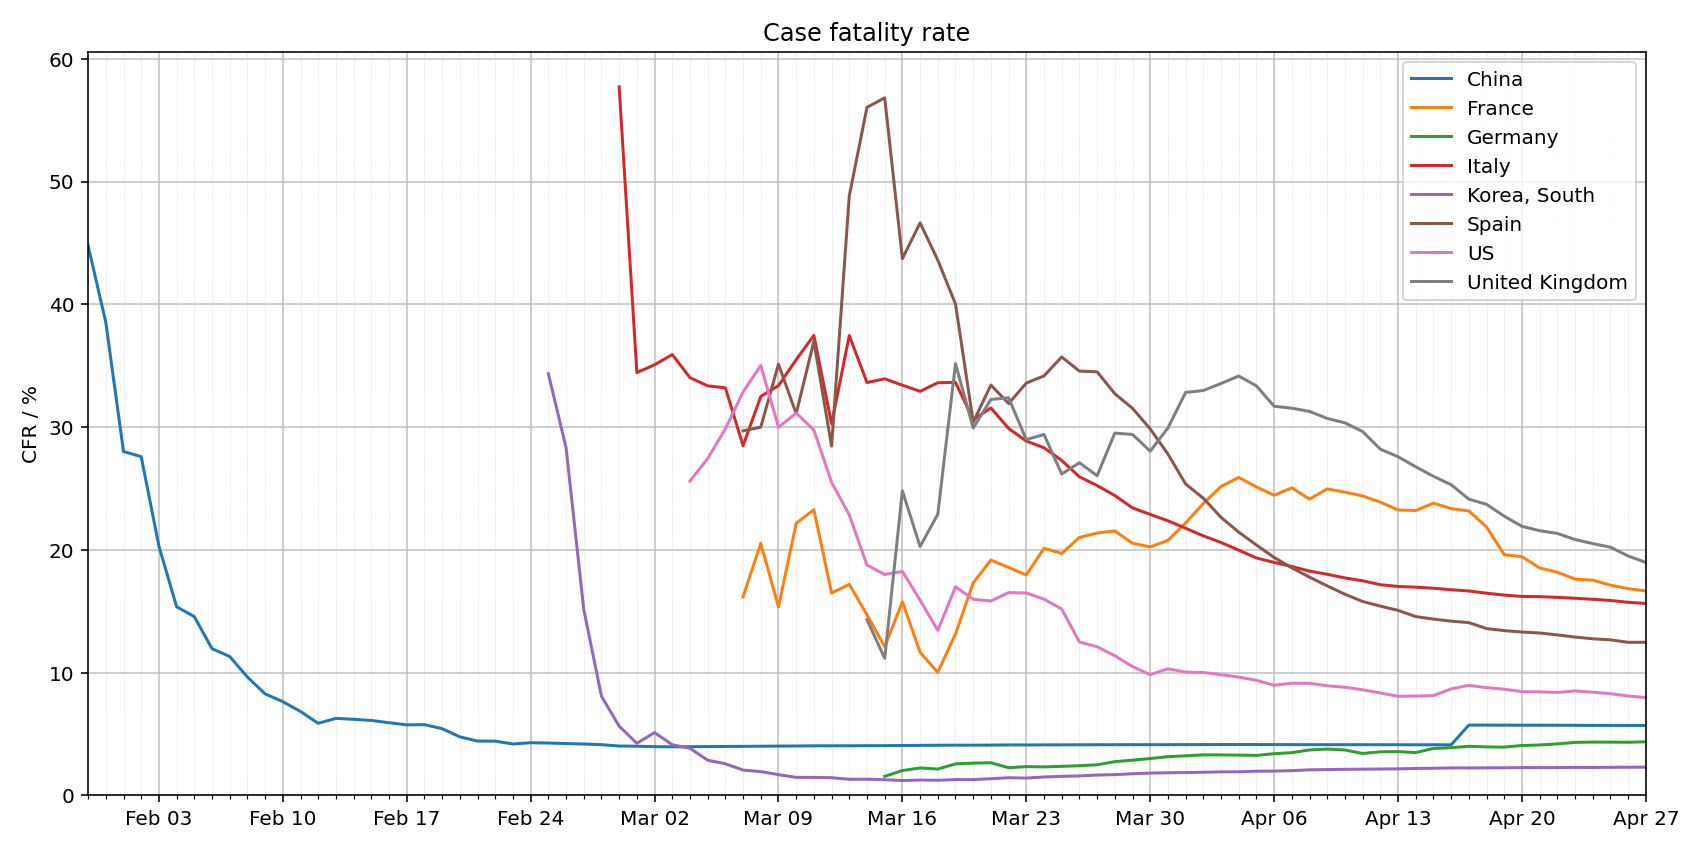 Case fatality rate
CFR / %
60
50
40
30
20
10
0
China
France
Germany
Italy
Korea, South
Spain
US
United Kingdom
Feb 03 Feb 10 Feb 17 Feb 24 Mar 02 Mar 09 Mar 16 Mar 23 Mar 30 Apr 06 Apr 13 Apr 20 Apr 27